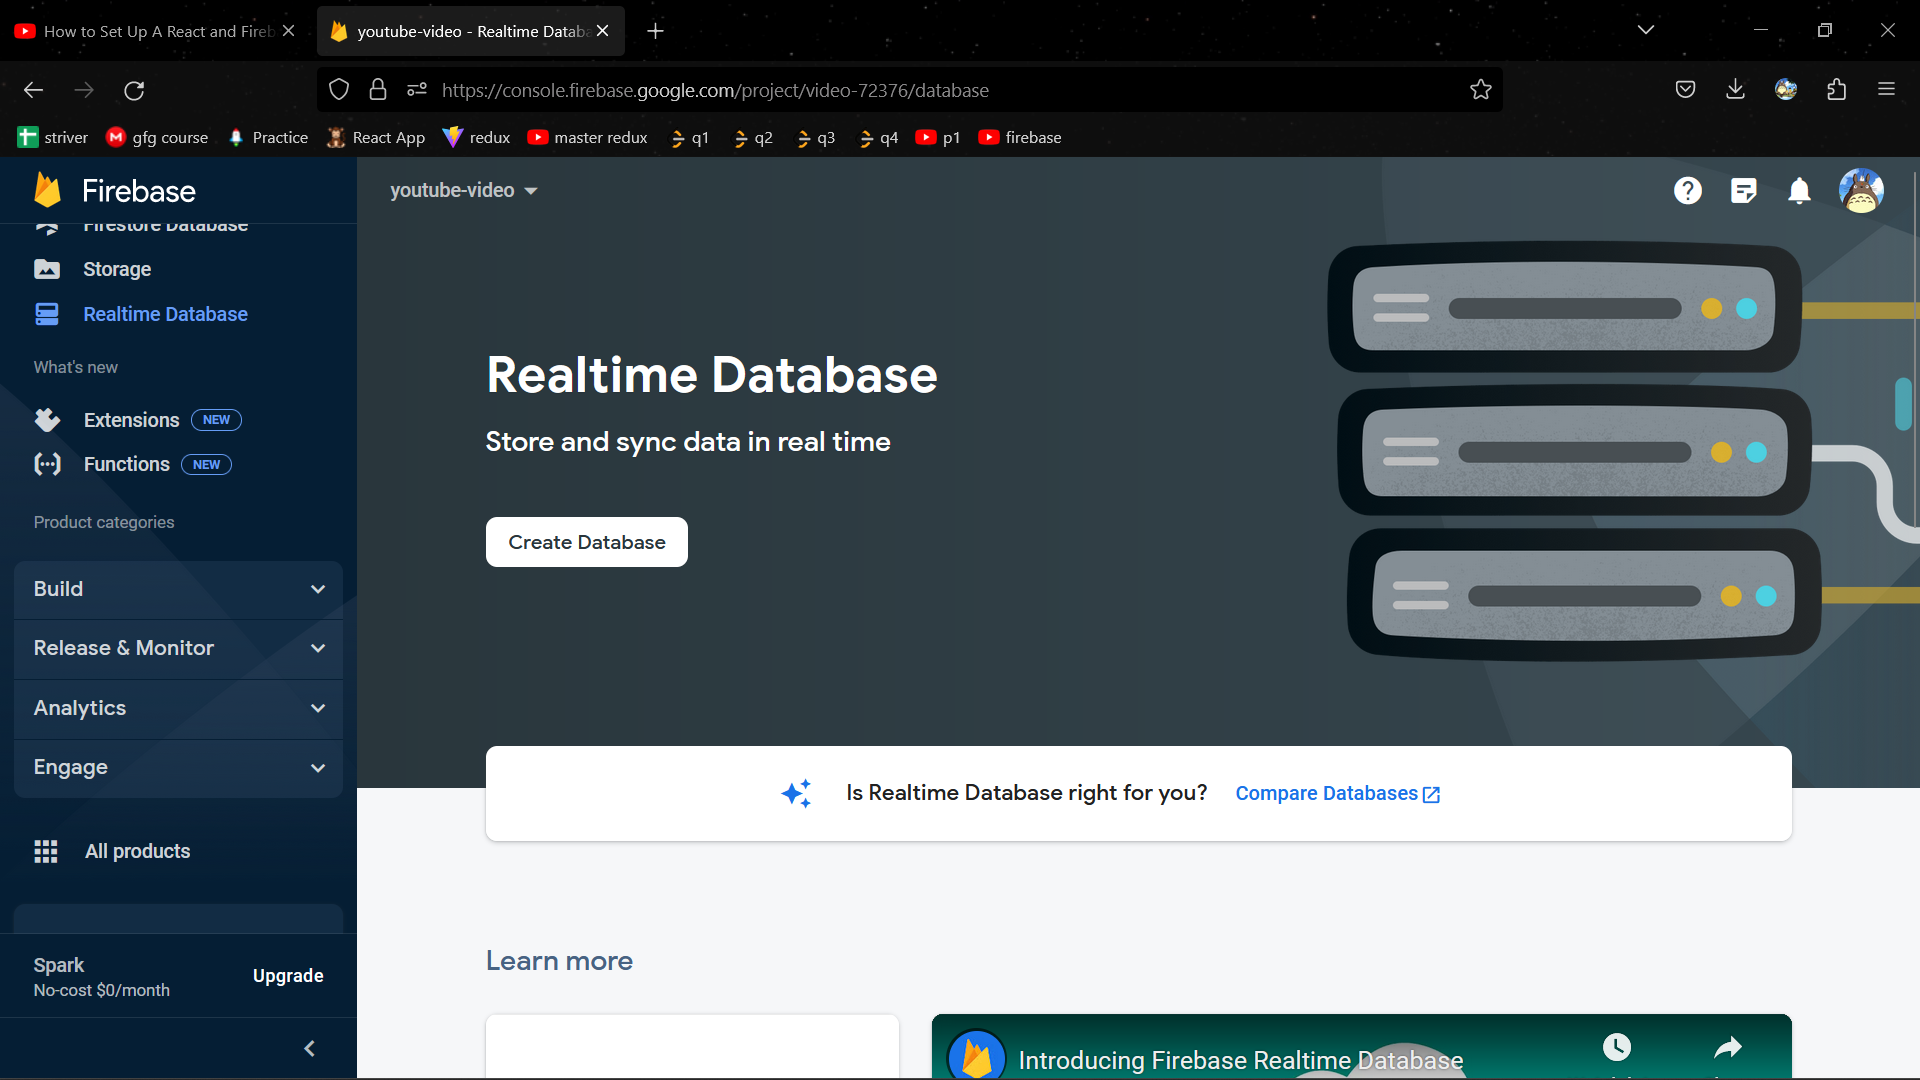 How to Set Up A React and Fireb
youtube-video - Realtime Databa
https://console.firebase.google.com/project/video-72376/database
striver
gfg course
Practice
React App
redux
master redux
q1
q2
q3
q4
p1
firebase
Firebase
youtube-video
Firestore Database
Storage
Realtime Database
What's new
Extensions NEW
Functions NEW
Product categories
Build
Release & Monitor
Analytics
Engage
All products
Spark
No-cost $0/month
Upgrade
Realtime Database
Store and sync data in real time
Create Database
Is Realtime Database right for you? Compare Databases
Learn more
Introducing Firebase Realtime Database